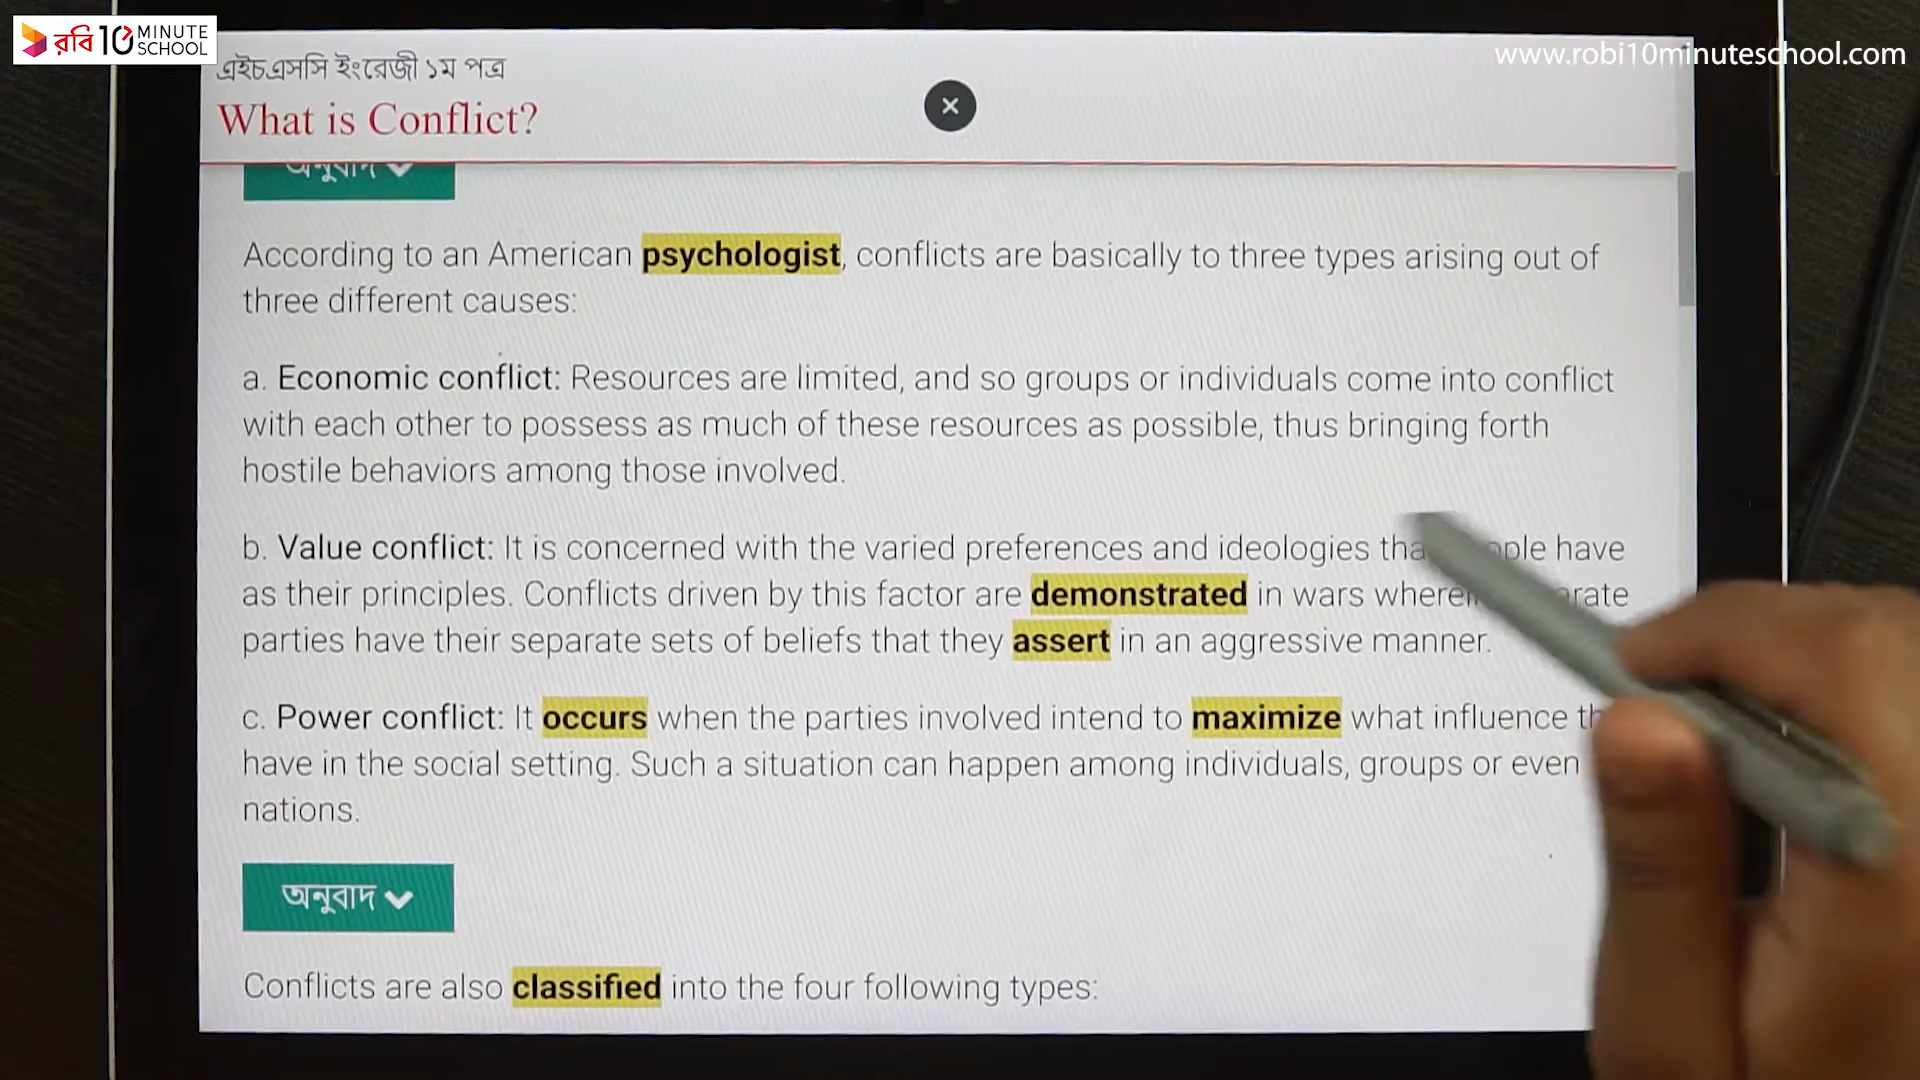 রবি 10 MINUTE SCHOOL
www.robi10minuteschool.com
এইচএসসি ইংরেজী ১ম পত্র
What is Conflict?
অনুবাদ
According to an American psychologist, conflicts are basically to three types arising out of
three different causes:
a. Economic conflict: Resources are limited, and so groups or individuals come into conflict
with each other to possess as much of these resources as possible, thus bringing forth
hostile behaviors among those involved.
b. Value conflict: It is concerned with the varied preferences and ideologies have
as their principles. Conflicts driven by this factor are demonstrated in wars
parties have their separate sets of beliefs that they assert in an aggressive manner.
c. Power conflict: It occurs when the parties involved intend to maximize what influence
have in the social setting. Such a situation can happen among individuals, groups or even
nations.
অনুবাদ
Conflicts are also classified into the four following types: